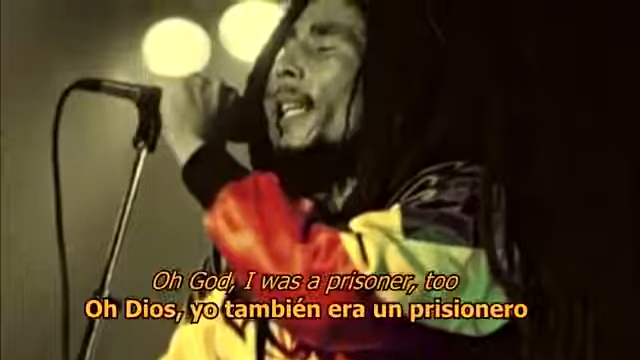 Oh God, I was a prisoner, too
Oh Dios, yo también era un prisionero